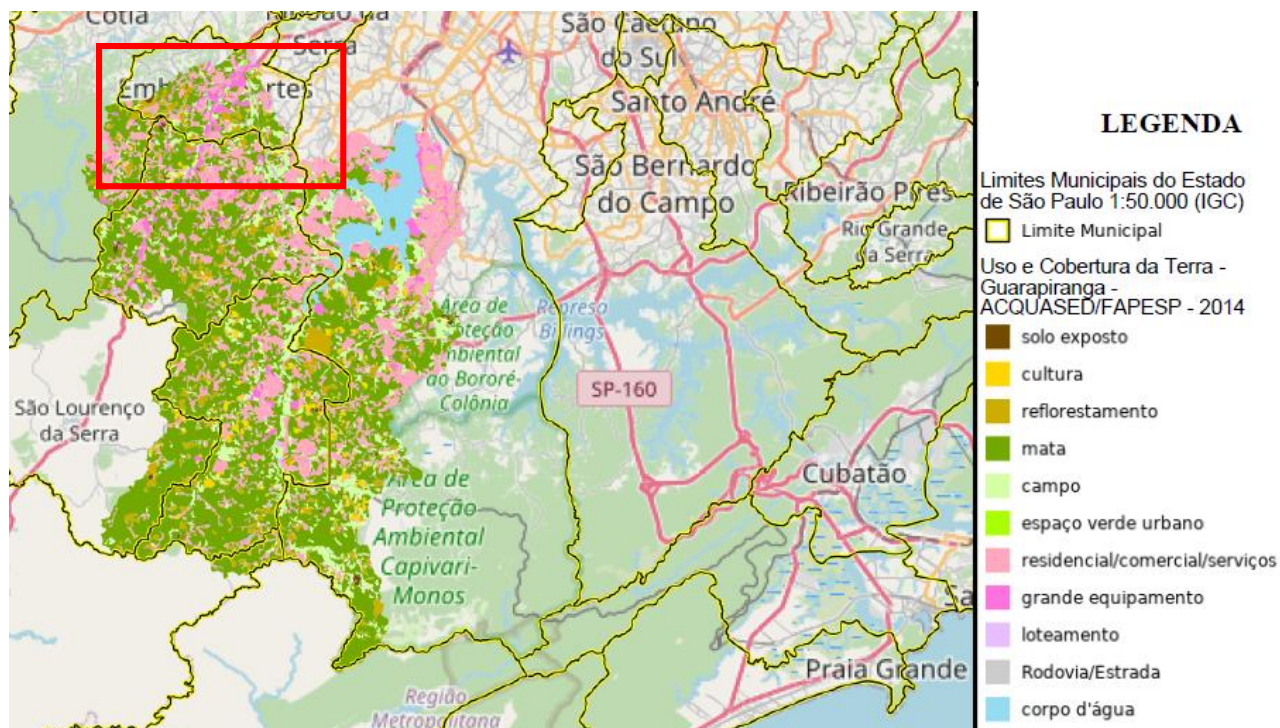 Cotia
Serra
São Caetano
do Sul
Santo André
São Bernardo
do Campo
Ribeirão Pires
Rio Grande
da Serra
Área de
Proteção
Ambiental
ao Bororé-
Colônia
Represa
Billings
SP-160
São Lourenço
da Serra
Cubatão
Área de
Proteção
Ambiental
Capivari-
Monos
Praia Grande
Região
Metropolitana
LEGENDA
Limites Municipais do Estado
de São Paulo 1:50.000 (IGC)
Limite Municipal
Uso e Cobertura da Terra -
Guarapiranga -
ACQUASED/FAPESP - 2014
solo exposto
cultura
reflorestamento
mata
campo
espaço verde urbano
residencial/comercial/serviços
grande equipamento
loteamento
Rodovia/Estrada
corpo d'água